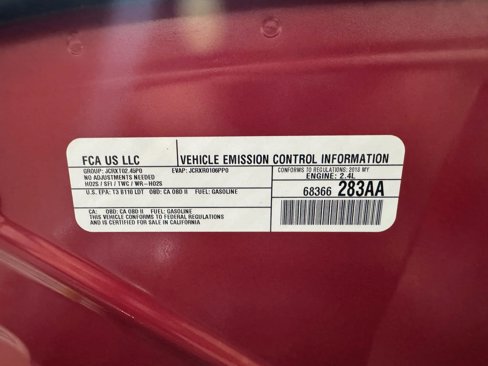 FCA US LLC
VEHICLE EMISSION CONTROL INFORMATION
GROUP: JCRXT02.45P0 EVAP: JCRXR0106PP0
CONFORMS TO REGULATIONS: 2018 MY
NO ADJUSTMENTS NEEDED
ENGINE: 2.4L
HO2S / SFI / TWC / WR-HO2S
U.S. EPA: T3 B110 LDT OBD: CA OBD II FUEL: GASOLINE
68366 283AA
CA: OBD: CA OBD II FUEL: GASOLINE
THIS VEHICLE CONFORMS TO FEDERAL REGULATIONS
AND IS CERTIFIED FOR SALE IN CALIFORNIA